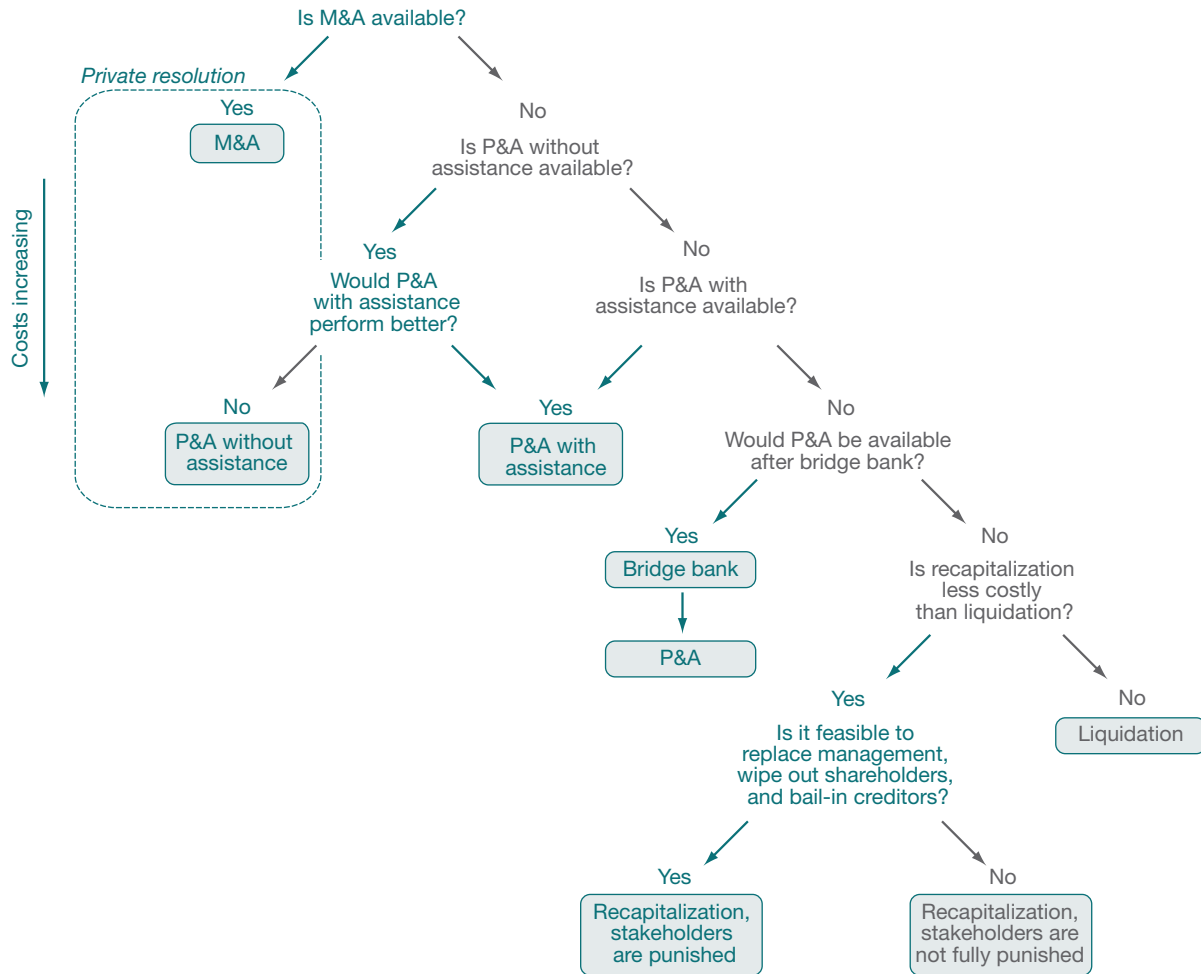 Is M&A available?
Private resolution
Yes
M&A
No
Is P&A without
assistance available?
Costs increasing
Yes
Would P&A
with assistance
perform better?
No
Is P&A with
assistance available?
No
P&A without
assistance
Yes
P&A with
assistance
No
Would P&A be available
after bridge bank?
Yes
Bridge bank
P&A
No
Is recapitalization
less costly
than liquidation?
Yes
Is it feasible to
replace management,
wipe out shareholders,
and bail-in creditors?
No
Liquidation
Yes
Recapitalization,
stakeholders
are punished
No
Recapitalization,
stakeholders are
not fully punished